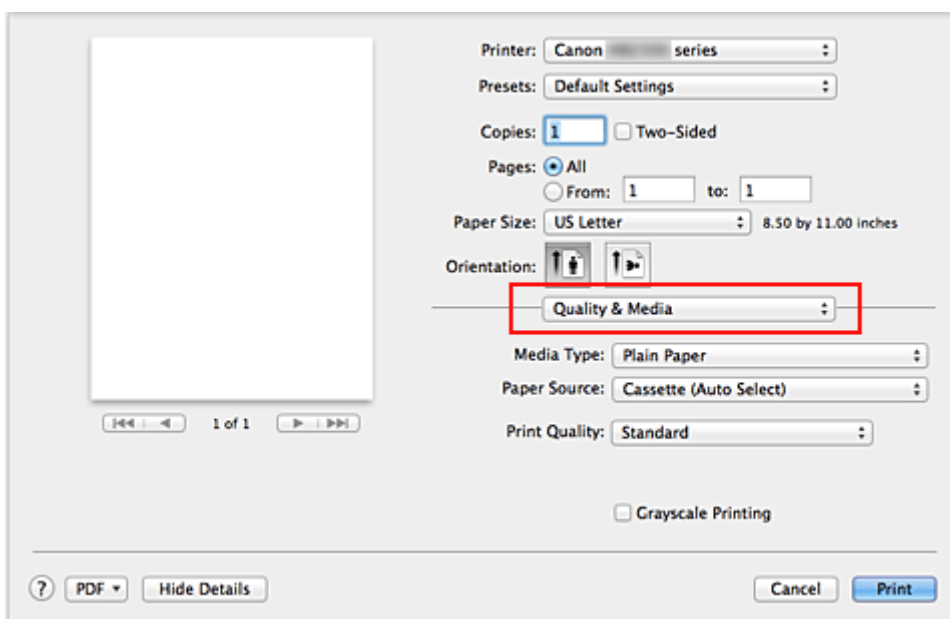 Printer: Canon series
Presets: Default Settings
Copies: 1 Two-Sided
Pages: All
From: 1 to: 1
Paper Size: US Letter 8.50 by 11.00 inches
Orientation:
Quality & Media
Media Type: Plain Paper
Paper Source: Cassette (Auto Select)
1 of 1
Print Quality: Standard
Grayscale Printing
? PDF Hide Details Cancel Print